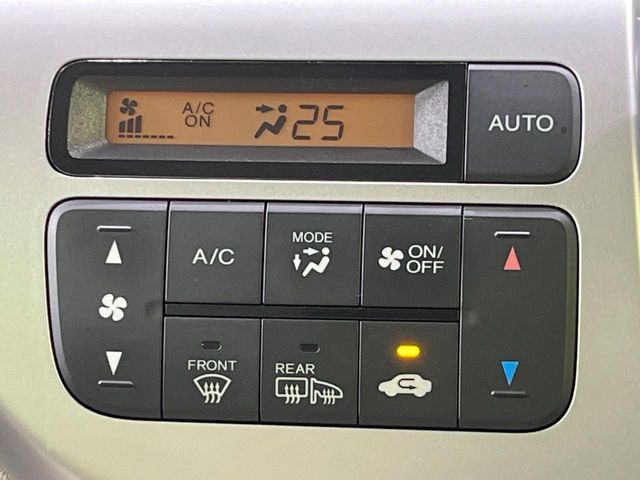 A/C
ON
25
AUTO
A/C
MODE
ON/
OFF
FRONT
REAR